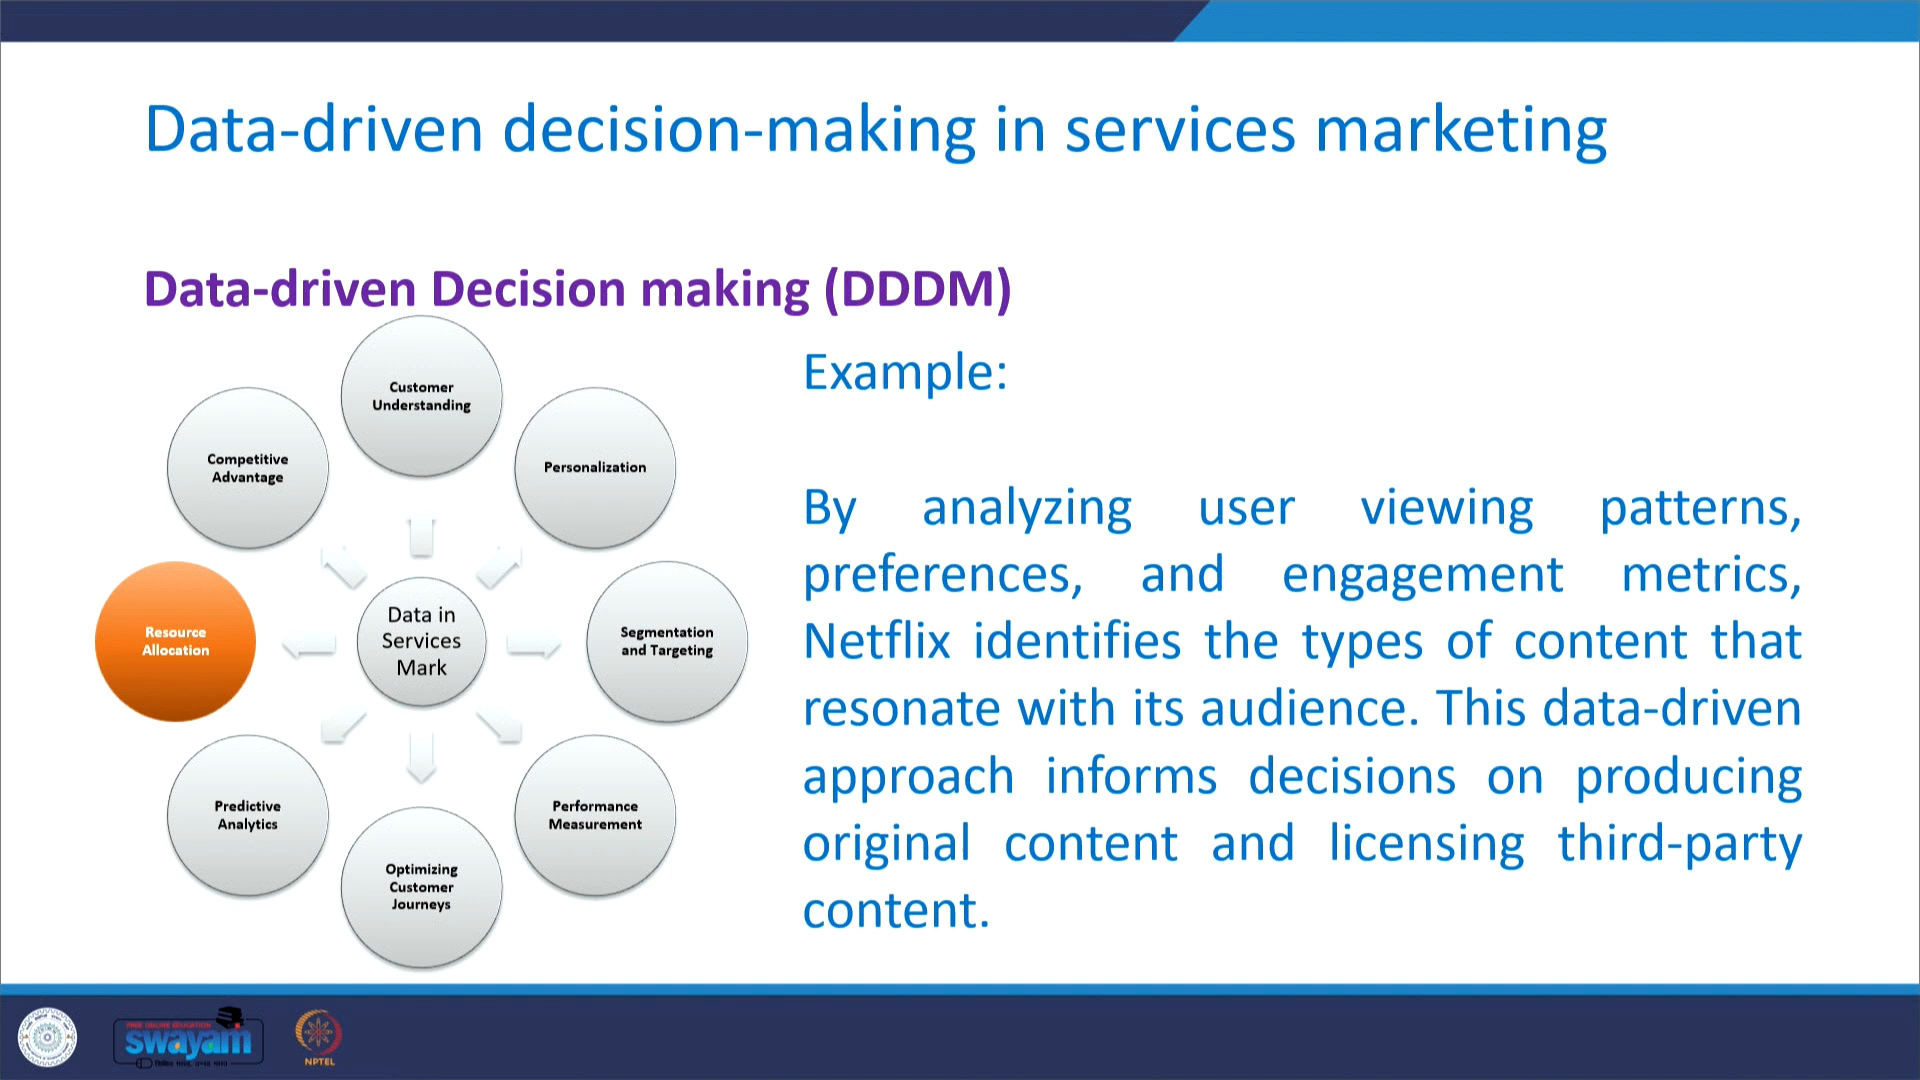 Data-driven decision-making in services marketing
Data-driven Decision making (DDDM)
Customer
Understanding
Personalization
Segmentation
and Targeting
Performance
Measurement
Optimizing
Customer
Journeys
Predictive
Analytics
Resource
Allocation
Competitive
Advantage
Data in
Services
Mark
Example:
By analyzing user viewing patterns,
preferences, and engagement metrics,
Netflix identifies the types of content that
resonate with its audience. This data-driven
approach informs decisions on producing
original content and licensing third-party
content.
FREE ONLINE EDUCATION
swayam
NPTEL